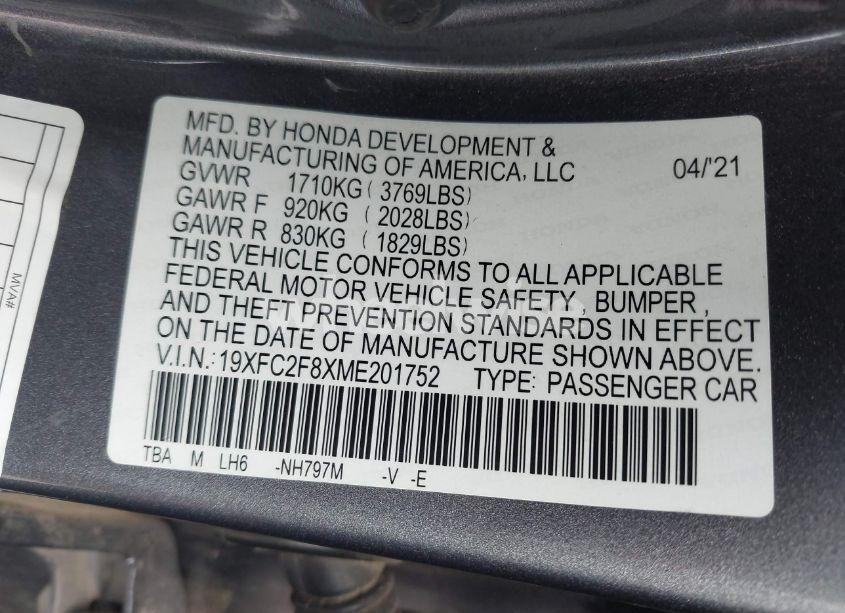 MFD. BY HONDA DEVELOPMENT &
MANUFACTURING OF AMERICA, LLC 04/'21
GVWR 1710KG ( 3769LBS)
GAWR F 920KG ( 2028LBS)
GAWR R 830KG ( 1829LBS)
THIS VEHICLE CONFORMS TO ALL APPLICABLE
FEDERAL MOTOR VEHICLE SAFETY, BUMPER,
AND THEFT PREVENTION STANDARDS IN EFFECT
ON THE DATE OF MANUFACTURE SHOWN ABOVE.
V.I.N.: 19XFC2F8XME201752 TYPE: PASSENGER CAR
TBA M LH6 -NH797M -V -E
MVA#